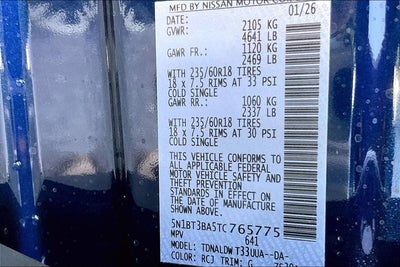 MFD BY NISSAN MOTOR CO
DATE: 01/26
GVWR: 2105 KG
4641 LB
GAWR FR.: 1120 KG
2469 LB
WITH 235/60R18 TIRES
18 x 7.5 RIMS AT 33 PSI
COLD SINGLE
GAWR RR.: 1060 KG
2337 LB
WITH 235/60R18 TIRES
18 x 7.5 RIMS AT 30 PSI
COLD SINGLE
THIS VEHICLE CONFORMS TO
ALL APPLICABLE FEDERAL
MOTOR VEHICLE SAFETY AND
THEFT PREVENTION
STANDARDS IN EFFECT ON
THE DATE OF MANUFACTURE
SHOWN ABOVE.
5N1BT3BA5TC765775
MPV 641
MODEL: TDNALDWT33UUA--DA-
COLOR: RCJ TRIM: G